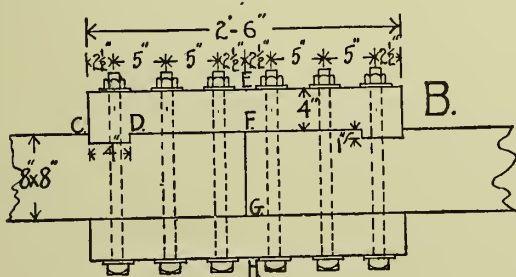 2'-6"
2½" 5" 5" 2½" 2½" 5" 5" 2½"
E.
4"
B.
C. D. F.
4" 1"
8"x8"
G.
H.